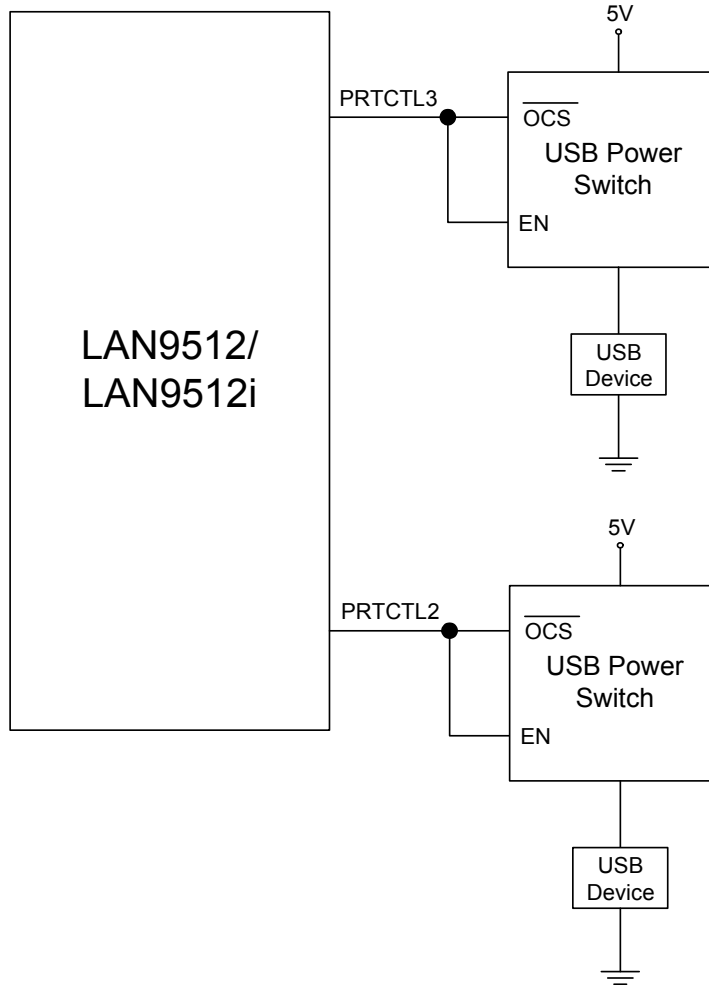 5V
PRTCTL3
OCS
USB Power
Switch
EN
LAN9512/
LAN9512i
USB
Device
5V
PRTCTL2
OCS
USB Power
Switch
EN
USB
Device